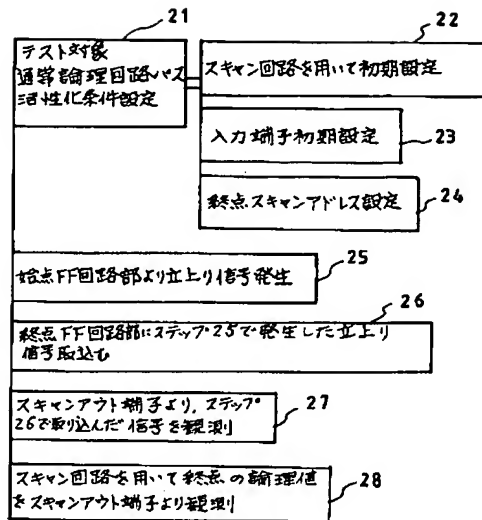 21
テスト対象
通常論理回路パス
活性化条件設定
22
スキャン回路を用いて初期設定
入力端子初期設定
23
終点スキャンアドレス設定
24
25
始点FF回路部より立上り信号発生
26
終点FF回路部にステップ25で発生した立上り
信号取込む
スキャンアウト端子より,ステップ
26で取り込んだ信号を観測
27
スキャン回路を用いて終点の論理値
をスキャンアウト端子より観測
28